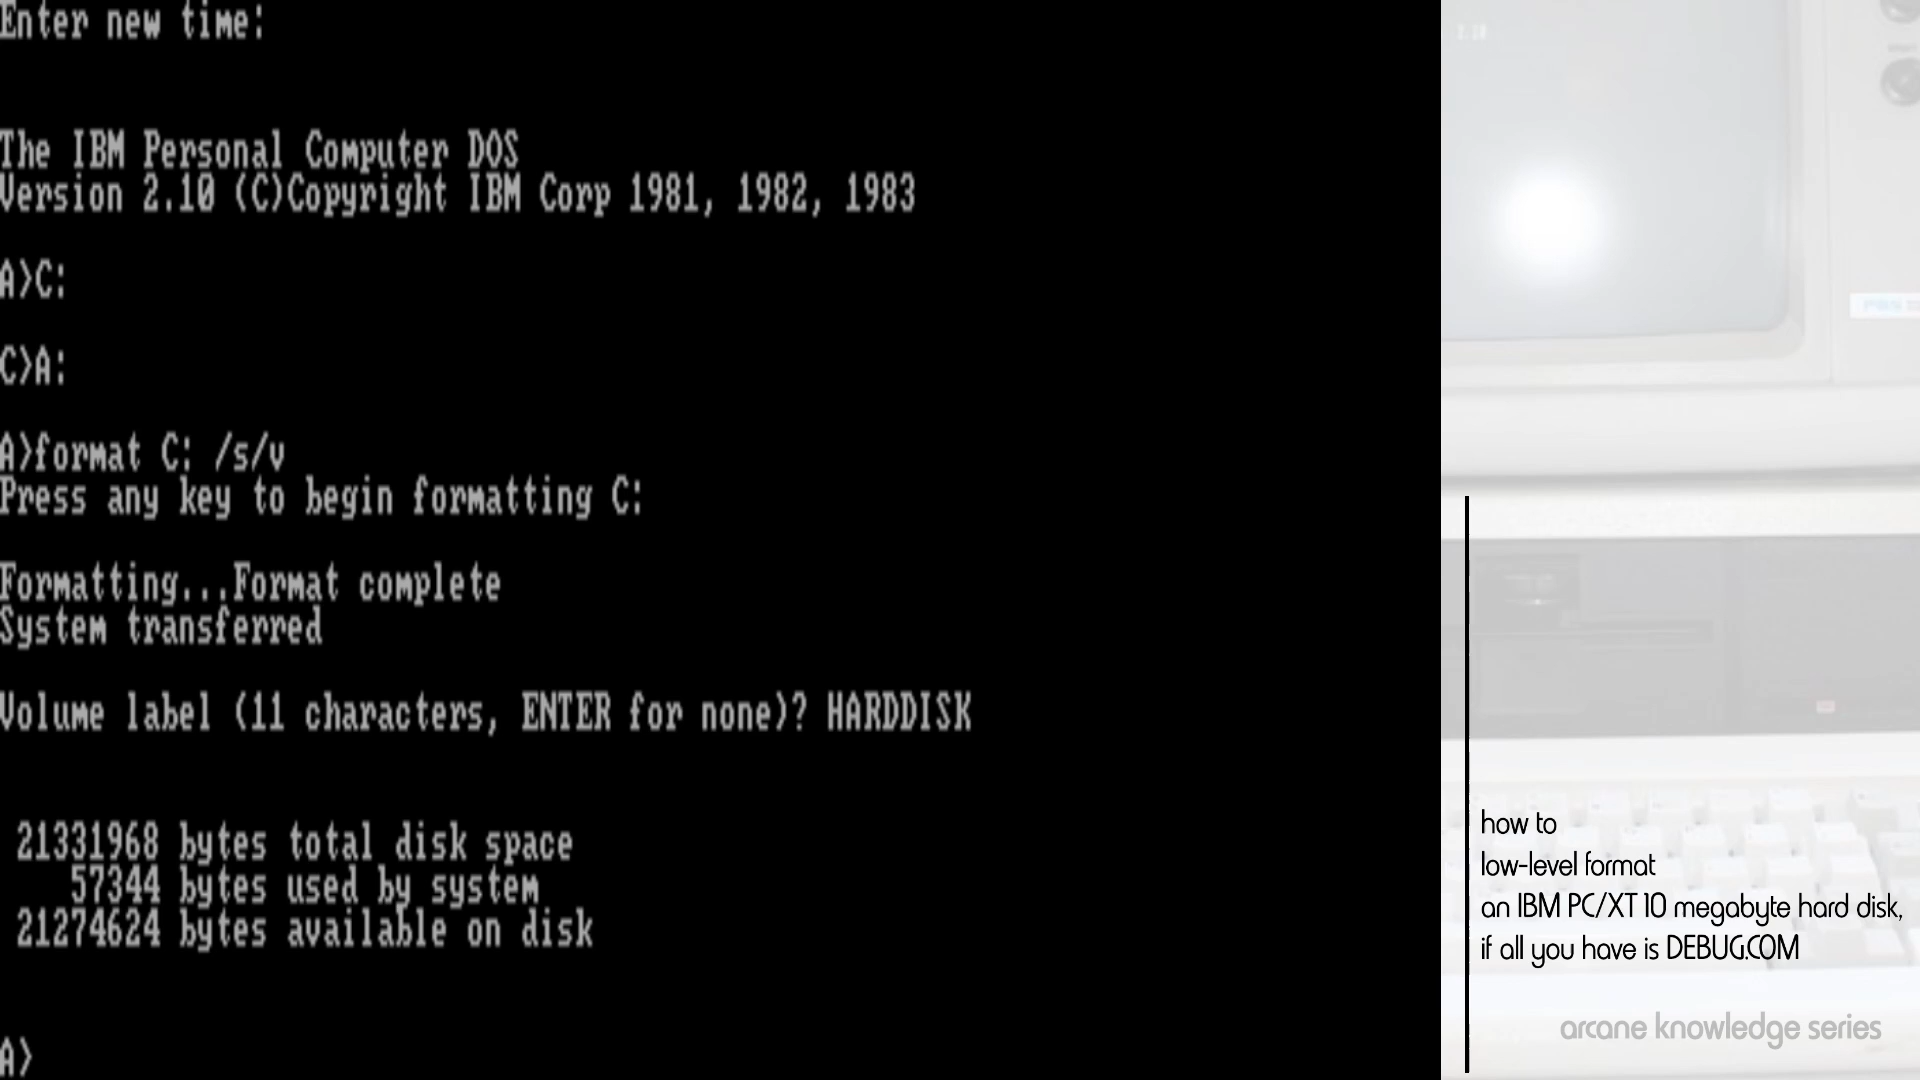 Enter new time:
The IBM Personal Computer DOS
Version 2.10 (C)Copyright IBM Corp 1981, 1982, 1983
A>C:
C>A:
A>format C: /s/v
Press any key to begin formatting C:
Formatting...Format complete
System transferred
Volume label (11 characters, ENTER for none)? HARDDISK
21331968 bytes total disk space
57344 bytes used by system
21274624 bytes available on disk
A>
how to
low-level format
an IBM PC/XT 10 megabyte hard disk,
if all you have is DEBUG.COM
arcane knowledge series